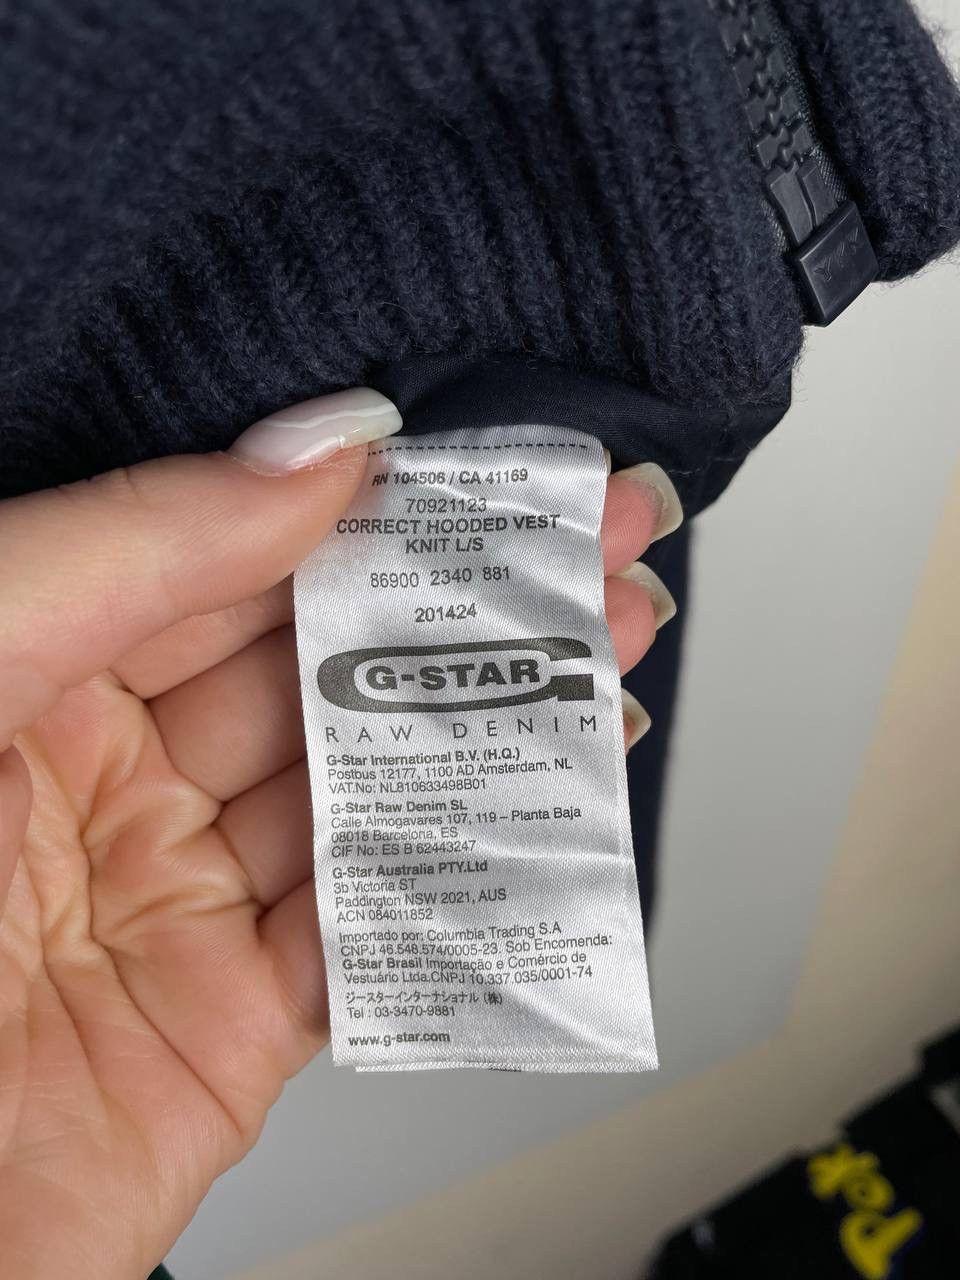 YKK
RN 104506 / CA 41169
70921123
CORRECT HOODED VEST
KNIT L/S
86900 2340 881
201424
G-STAR
RAW DENIM
G-Star International B.V. (H.Q.)
Postbus 12177, 1100 AD Amsterdam, NL
VAT.No: NL810633498B01
G-Star Raw Denim SL
Calle Almogavares 107, 119 – Planta Baja
08018 Barcelona, ES
CIF No: ES B 62443247
G-Star Australia PTY.Ltd
3b Victoria ST
Paddington NSW 2021, AUS
ACN 084011852
Importado por: Columbia Trading S.A
CNPJ 46.548.574/0005-23. Sob Encomenda:
G-Star Brasil Importação e Comércio de
Vestuário Ltda.CNPJ 10.337.035/0001-74
ジースターインターナショナル (株)
Tel : 03-3470-9881
www.g-star.com